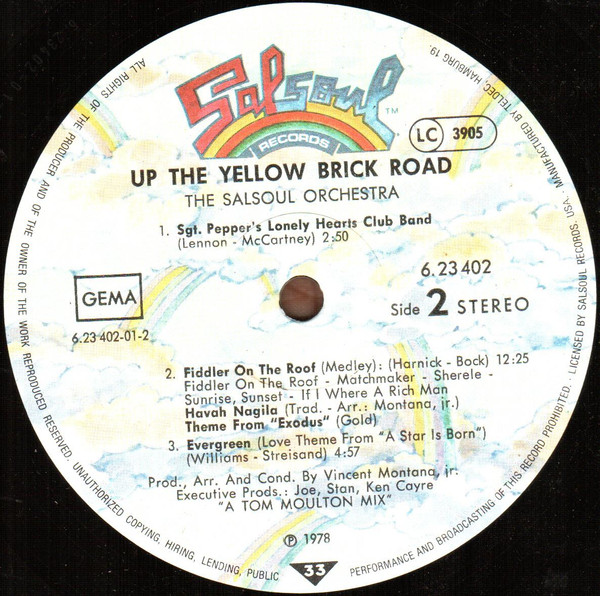 Salsoul TM
RECORDS
LC 3905
UP THE YELLOW BRICK ROAD
THE SALSOUL ORCHESTRA
1. Sgt. Pepper's Lonely Hearts Club Band
(Lennon - McCartney) 2:50
GEMA
6.23 402-01-2
6.23 402
Side 2 STEREO
2. Fiddler On The Roof (Medley): (Harnick - Bock) 12:25
Fiddler On The Roof - Matchmaker - Sherele -
Sunrise, Sunset - If I Where A Rich Man
Havah Nagila (Trad. - Arr.: Montana, jr.)
Theme From "Exodus" (Gold)
3. Evergreen (Love Theme From "A Star Is Born")
(Williams - Streisand) 4:57
Prod., Arr. And Cond. By Vincent Montana, jr.
Executive Prods.: Joe, Stan, Ken Cayre
"A TOM MOULTON MIX"
Ⓟ 1978
33
ALL RIGHTS OF THE PRODUCER AND OF THE OWNER OF THE WORK REPRODUCED RESERVED. UNAUTHORIZED COPYING, HIRING, LENDING, PUBLIC PERFORMANCE AND BROADCASTING OF THIS RECORD PROHIBITED. · LICENSED BY SALSOUL RECORDS, USA. MANUFACTURED BY TELDEC, HAMBURG 19.